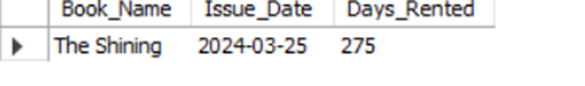 Book_Name Issue_Date Days_Rented
The Shining 2024-03-25 275